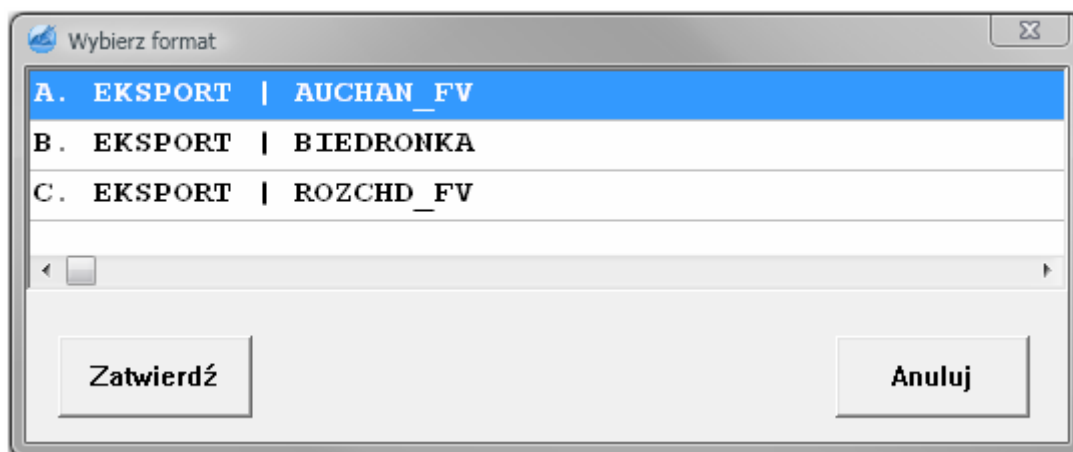 Wybierz format
A. EKSPORT | AUCHAN_FV
B. EKSPORT | BIEDRONKA
C. EKSPORT | ROZCHD_FV
Zatwierdź Anuluj